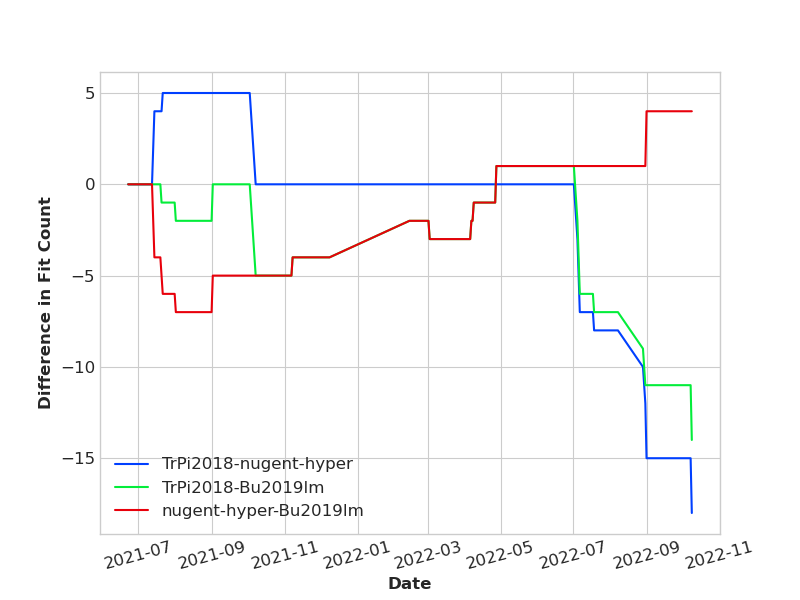 5
0
−5
−10
−15
Difference in Fit Count
TrPi2018-nugent-hyper
TrPi2018-Bu2019lm
nugent-hyper-Bu2019lm
2021-07 2021-09 2021-11 2022-01 2022-03 2022-05 2022-07 2022-09 2022-11
Date